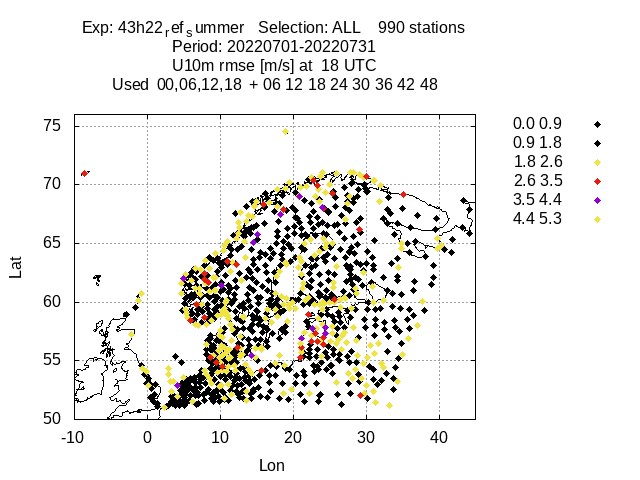 Exp: 43h22refsummer Selection: ALL 990 stations
Period: 20220701-20220731
U10m rmse [m/s] at 18 UTC
Used 00,06,12,18 + 06 12 18 24 30 36 42 48
75
70
65
60
55
50
Lat
-10 0 10 20 30 40
Lon
0.0 0.9
0.9 1.8
1.8 2.6
2.6 3.5
3.5 4.4
4.4 5.3